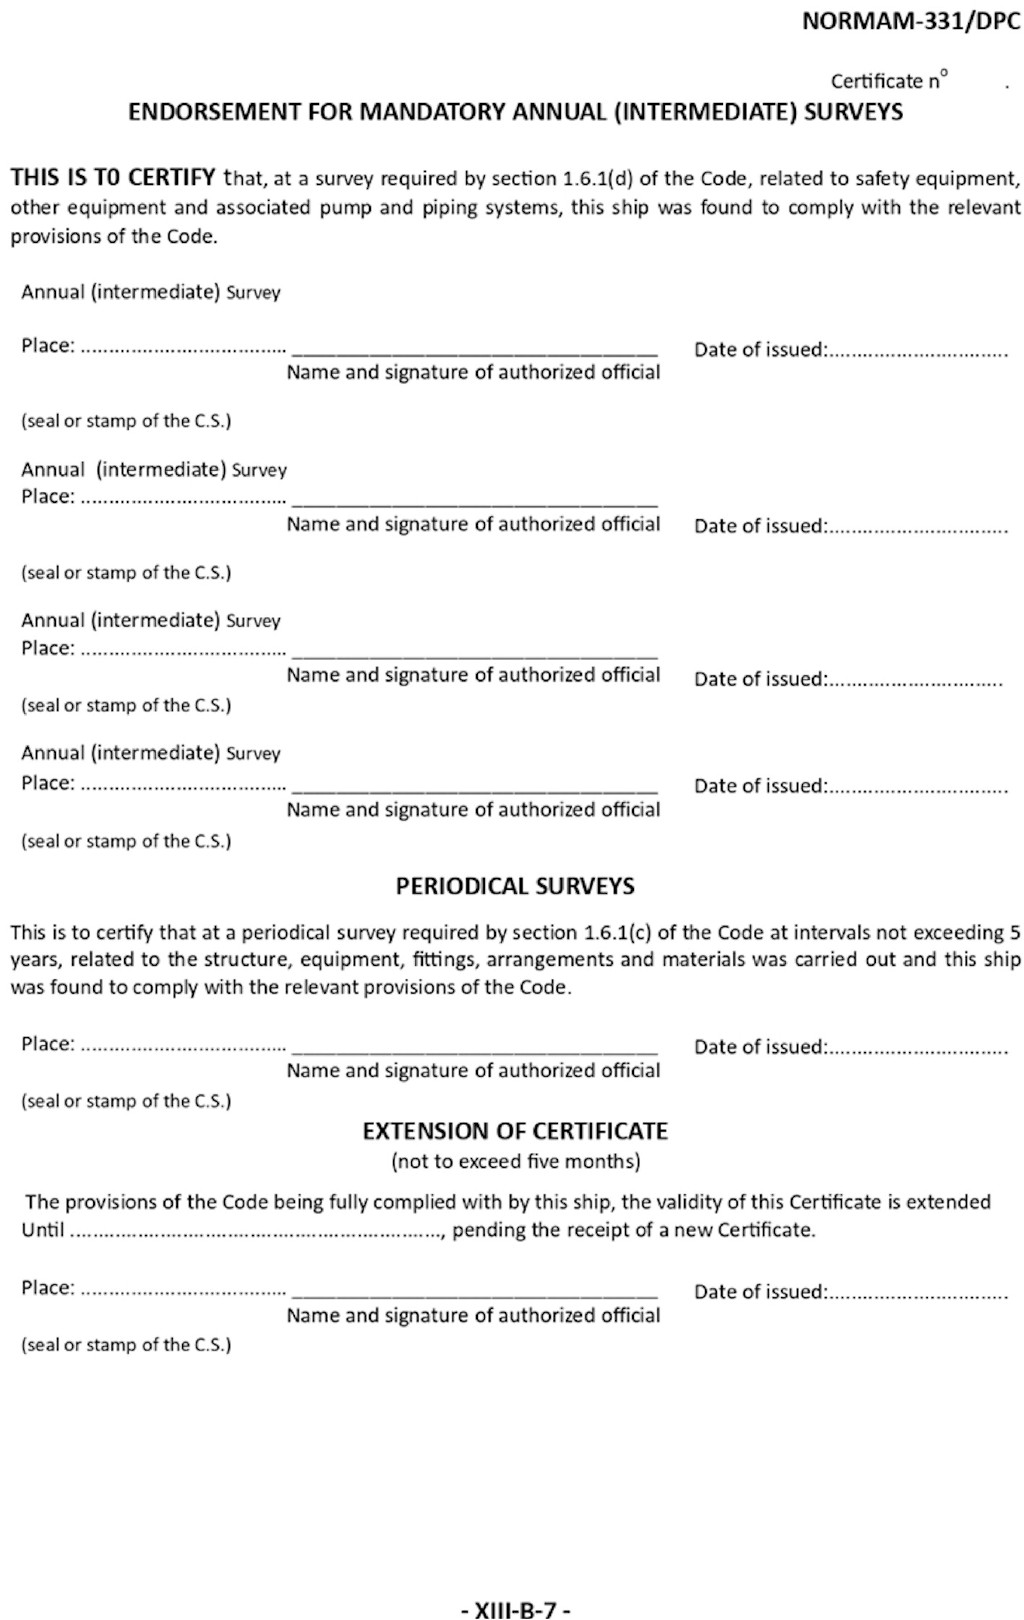 NORMAM-331/DPC
Certificate nº .
ENDORSEMENT FOR MANDATORY ANNUAL (INTERMEDIATE) SURVEYS
THIS IS TO CERTIFY that, at a survey required by section 1.6.1(d) of the Code, related to safety equipment,
other equipment and associated pump and piping systems, this ship was found to comply with the relevant
provisions of the Code.
Annual (intermediate) Survey
Place: .................................... _________________________________ Date of issued:...............................
Name and signature of authorized official
(seal or stamp of the C.S.)
Annual (intermediate) Survey
Place: .................................... _________________________________
Name and signature of authorized official Date of issued:...............................
(seal or stamp of the C.S.)
Annual (intermediate) Survey
Place: .................................... _________________________________
Name and signature of authorized official Date of issued:..............................
(seal or stamp of the C.S.)
Annual (intermediate) Survey
Place: .................................... _________________________________ Date of issued:...............................
Name and signature of authorized official
(seal or stamp of the C.S.)
PERIODICAL SURVEYS
This is to certify that at a periodical survey required by section 1.6.1(c) of the Code at intervals not exceeding 5
years, related to the structure, equipment, fittings, arrangements and materials was carried out and this ship
was found to comply with the relevant provisions of the Code.
Place: .................................... _________________________________ Date of issued:...............................
Name and signature of authorized official
(seal or stamp of the C.S.)
EXTENSION OF CERTIFICATE
(not to exceed five months)
The provisions of the Code being fully complied with by this ship, the validity of this Certificate is extended
Until ................................................................., pending the receipt of a new Certificate.
Place: .................................... _________________________________ Date of issued:...............................
Name and signature of authorized official
(seal or stamp of the C.S.)
- XIII-B-7 -